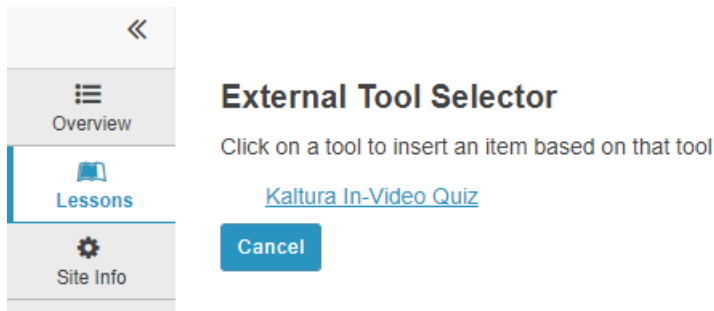 Overview
Lessons
Site Info
External Tool Selector
Click on a tool to insert an item based on that tool
Kaltura In-Video Quiz
Cancel